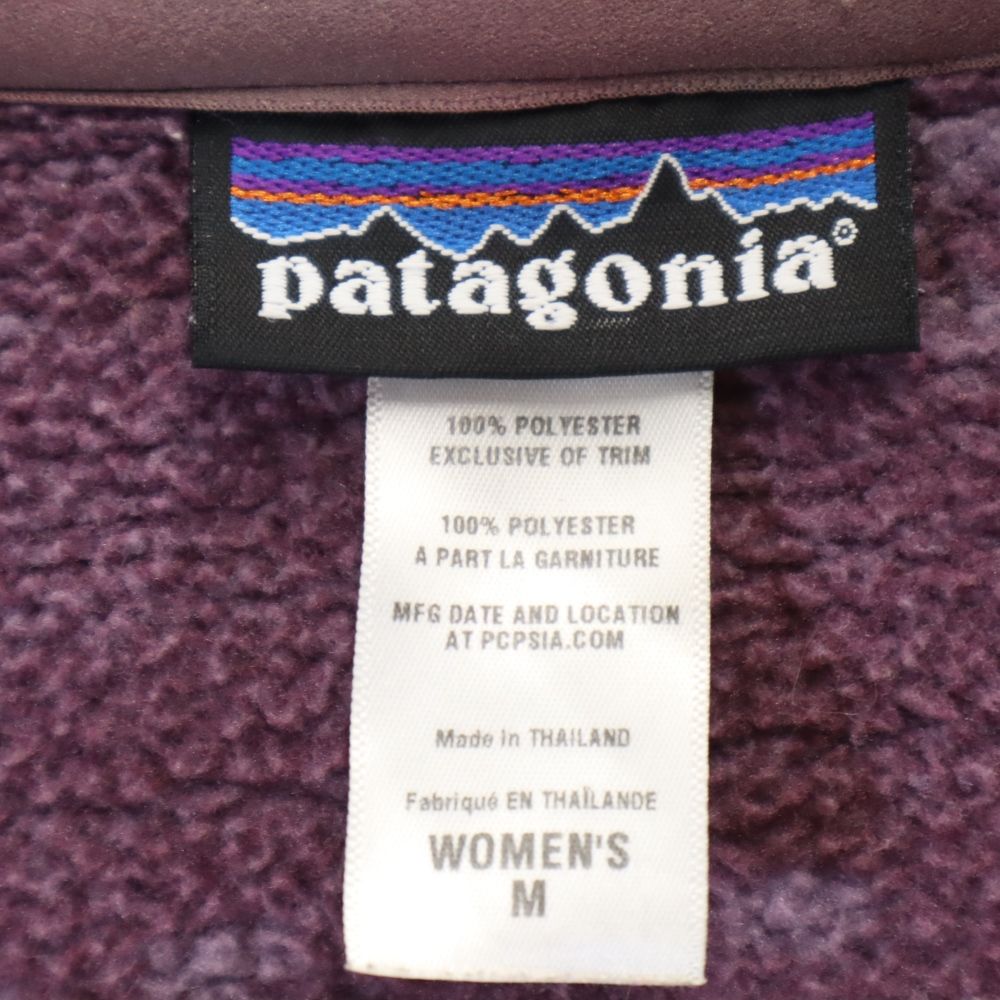 patagonia®
100% POLYESTER
EXCLUSIVE OF TRIM
100% POLYESTER
A PART LA GARNITURE
MFG DATE AND LOCATION
AT PCPSIA.COM
Made in THAILAND
Fabriqué EN THAÏLANDE
WOMEN'S
M